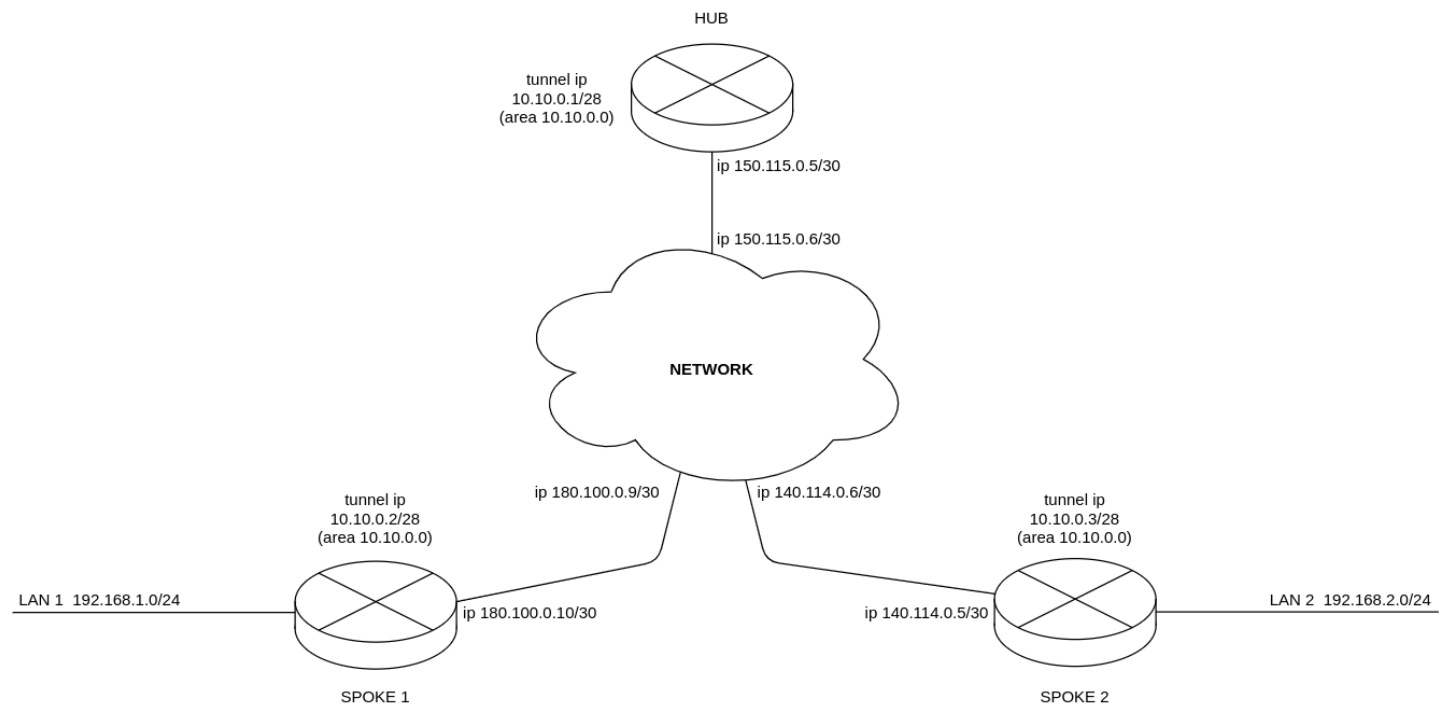 HUB
tunnel ip
10.10.0.1/28
(area 10.10.0.0)
ip 150.115.0.5/30
ip 150.115.0.6/30
NETWORK
ip 180.100.0.9/30
ip 140.114.0.6/30
tunnel ip
10.10.0.2/28
(area 10.10.0.0)
tunnel ip
10.10.0.3/28
(area 10.10.0.0)
LAN 1  192.168.1.0/24
ip 180.100.0.10/30
ip 140.114.0.5/30
LAN 2  192.168.2.0/24
SPOKE 1
SPOKE 2